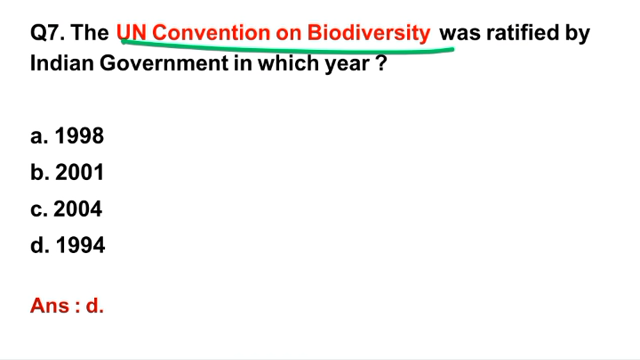 Q7. The UN Convention on Biodiversity was ratified by
Indian Government in which year ?
a. 1998
b. 2001
c. 2004
d. 1994
Ans : d.